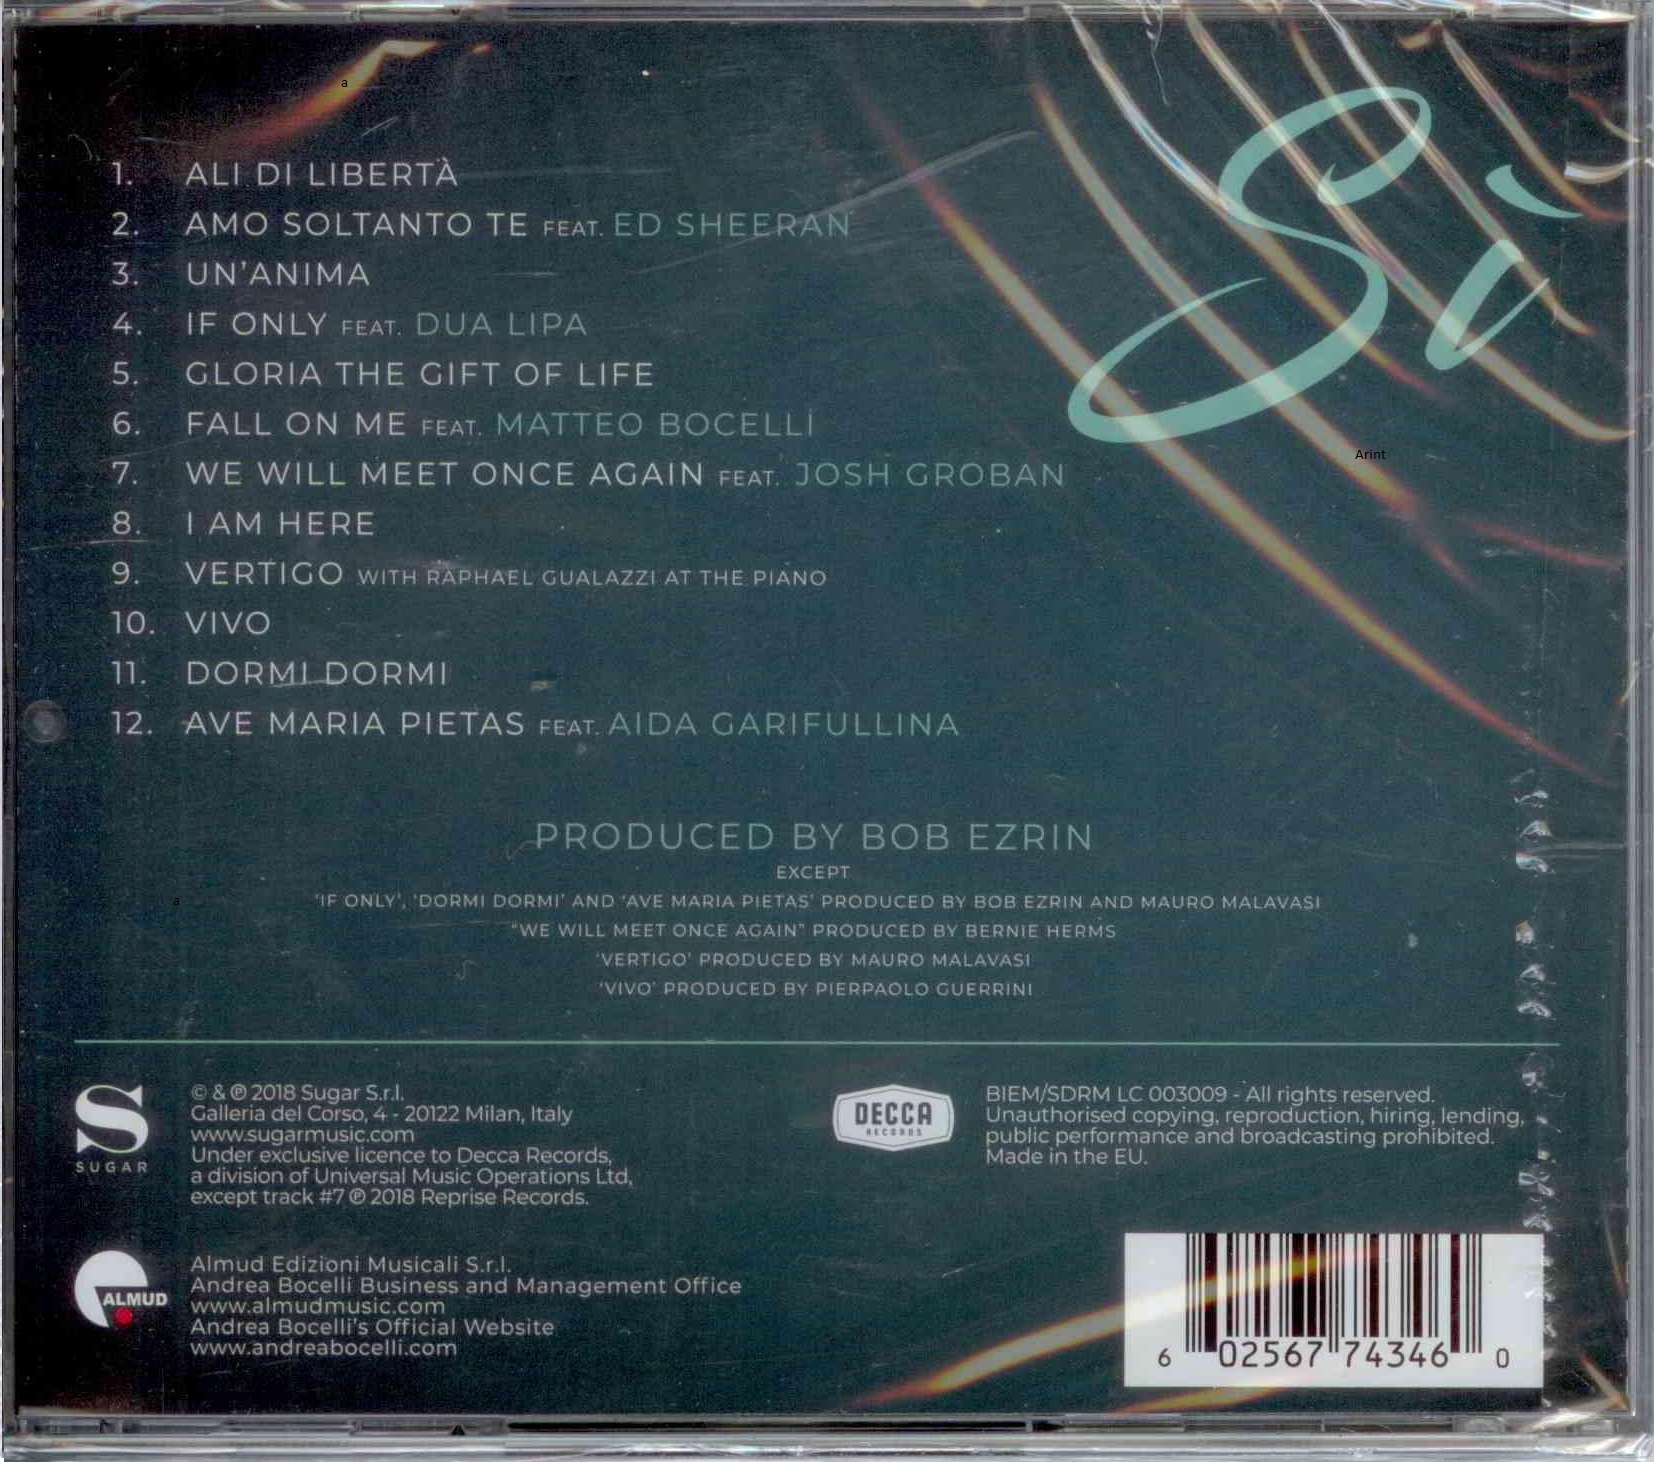 Sì
1. ALI DI LIBERTÀ
2. AMO SOLTANTO TE FEAT. ED SHEERAN
3. UN'ANIMA
4. IF ONLY FEAT. DUA LIPA
5. GLORIA THE GIFT OF LIFE
6. FALL ON ME FEAT. MATTEO BOCELLI
7. WE WILL MEET ONCE AGAIN FEAT. JOSH GROBAN
8. I AM HERE
9. VERTIGO WITH RAPHAEL GUALAZZI AT THE PIANO
10. VIVO
11. DORMI DORMI
12. AVE MARIA PIETAS FEAT. AIDA GARIFULLINA
a
Arint
PRODUCED BY BOB EZRIN
EXCEPT
a
'IF ONLY', 'DORMI DORMI' AND 'AVE MARIA PIETAS' PRODUCED BY BOB EZRIN AND MAURO MALAVASI
"WE WILL MEET ONCE AGAIN" PRODUCED BY BERNIE HERMS
'VERTIGO' PRODUCED BY MAURO MALAVASI
'VIVO' PRODUCED BY PIERPAOLO GUERRINI
S
SUGAR
© & ℗ 2018 Sugar S.r.l.
Galleria del Corso, 4 - 20122 Milan, Italy
www.sugarmusic.com
Under exclusive licence to Decca Records,
a division of Universal Music Operations Ltd,
except track #7 ℗ 2018 Reprise Records.
DECCA
RECORDS
BIEM/SDRM LC 003009 - All rights reserved.
Unauthorised copying, reproduction, hiring, lending,
public performance and broadcasting prohibited.
Made in the EU.
ALMUD
Almud Edizioni Musicali S.r.l.
Andrea Bocelli Business and Management Office
www.almudmusic.com
Andrea Bocelli's Official Website
www.andreabocelli.com
6 02567 74346 0